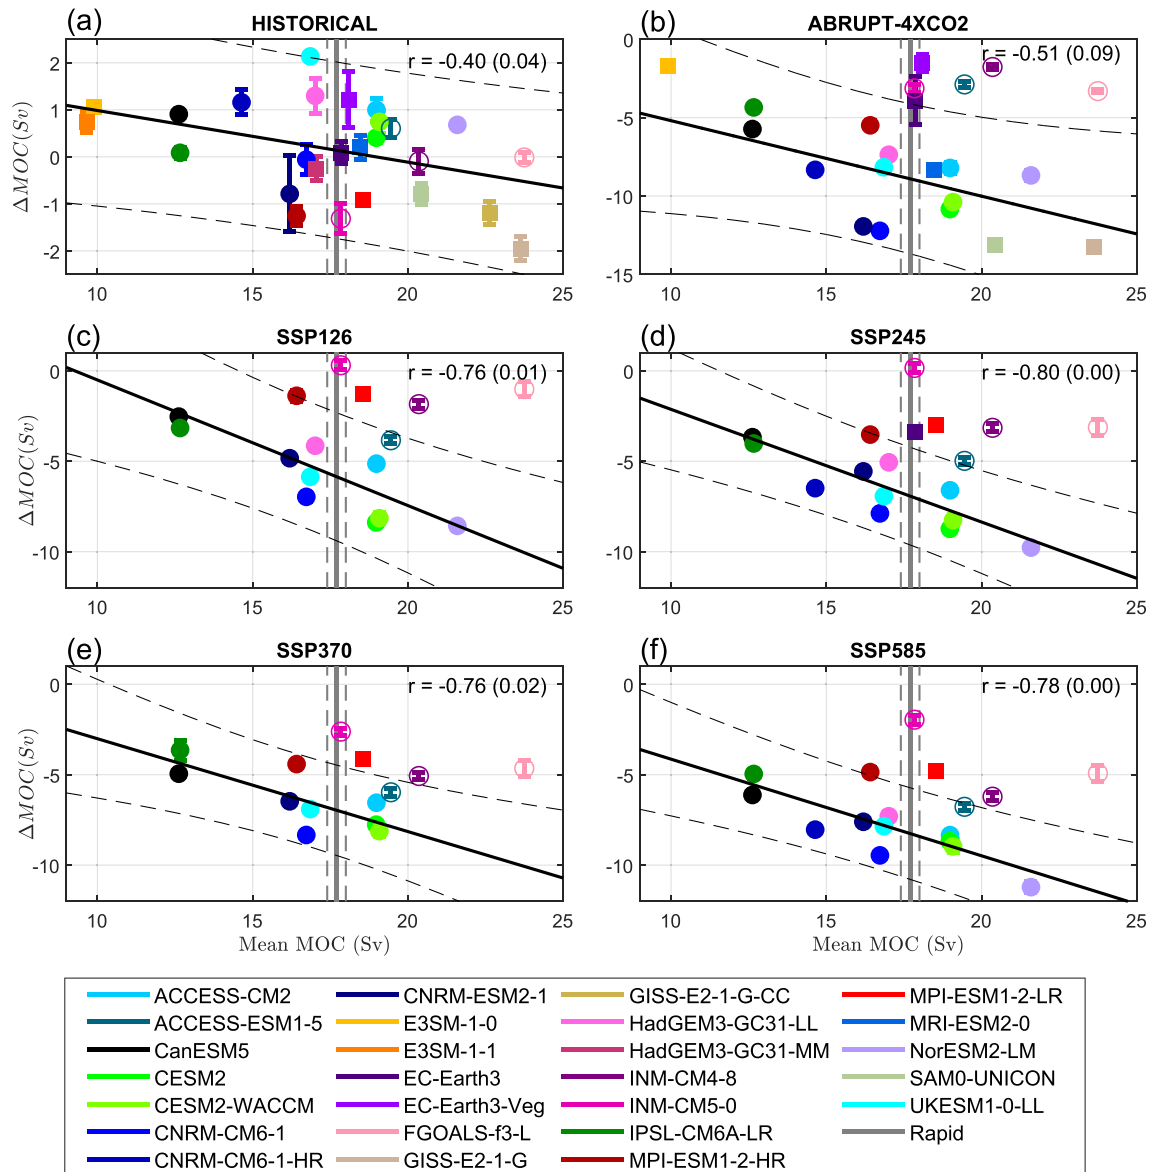 (a) HISTORICAL
r = -0.40 (0.04)
ΔMOC(Sv)
2
1
0
-1
-2
10 15 20 25
(b) ABRUPT-4XCO2
r = -0.51 (0.09)
0
-5
-10
-15
10 15 20 25
(c) SSP126
r = -0.76 (0.01)
ΔMOC(Sv)
0
-5
-10
10 15 20 25
(d) SSP245
r = -0.80 (0.00)
0
-5
-10
10 15 20 25
(e) SSP370
r = -0.76 (0.02)
ΔMOC(Sv)
0
-5
-10
10 15 20 25
Mean MOC (Sv)
(f) SSP585
r = -0.78 (0.00)
0
-5
-10
10 15 20 25
Mean MOC (Sv)
ACCESS-CM2
ACCESS-ESM1-5
CanESM5
CESM2
CESM2-WACCM
CNRM-CM6-1
CNRM-CM6-1-HR
CNRM-ESM2-1
E3SM-1-0
E3SM-1-1
EC-Earth3
EC-Earth3-Veg
FGOALS-f3-L
GISS-E2-1-G
GISS-E2-1-G-CC
HadGEM3-GC31-LL
HadGEM3-GC31-MM
INM-CM4-8
INM-CM5-0
IPSL-CM6A-LR
MPI-ESM1-2-HR
MPI-ESM1-2-LR
MRI-ESM2-0
NorESM2-LM
SAM0-UNICON
UKESM1-0-LL
Rapid